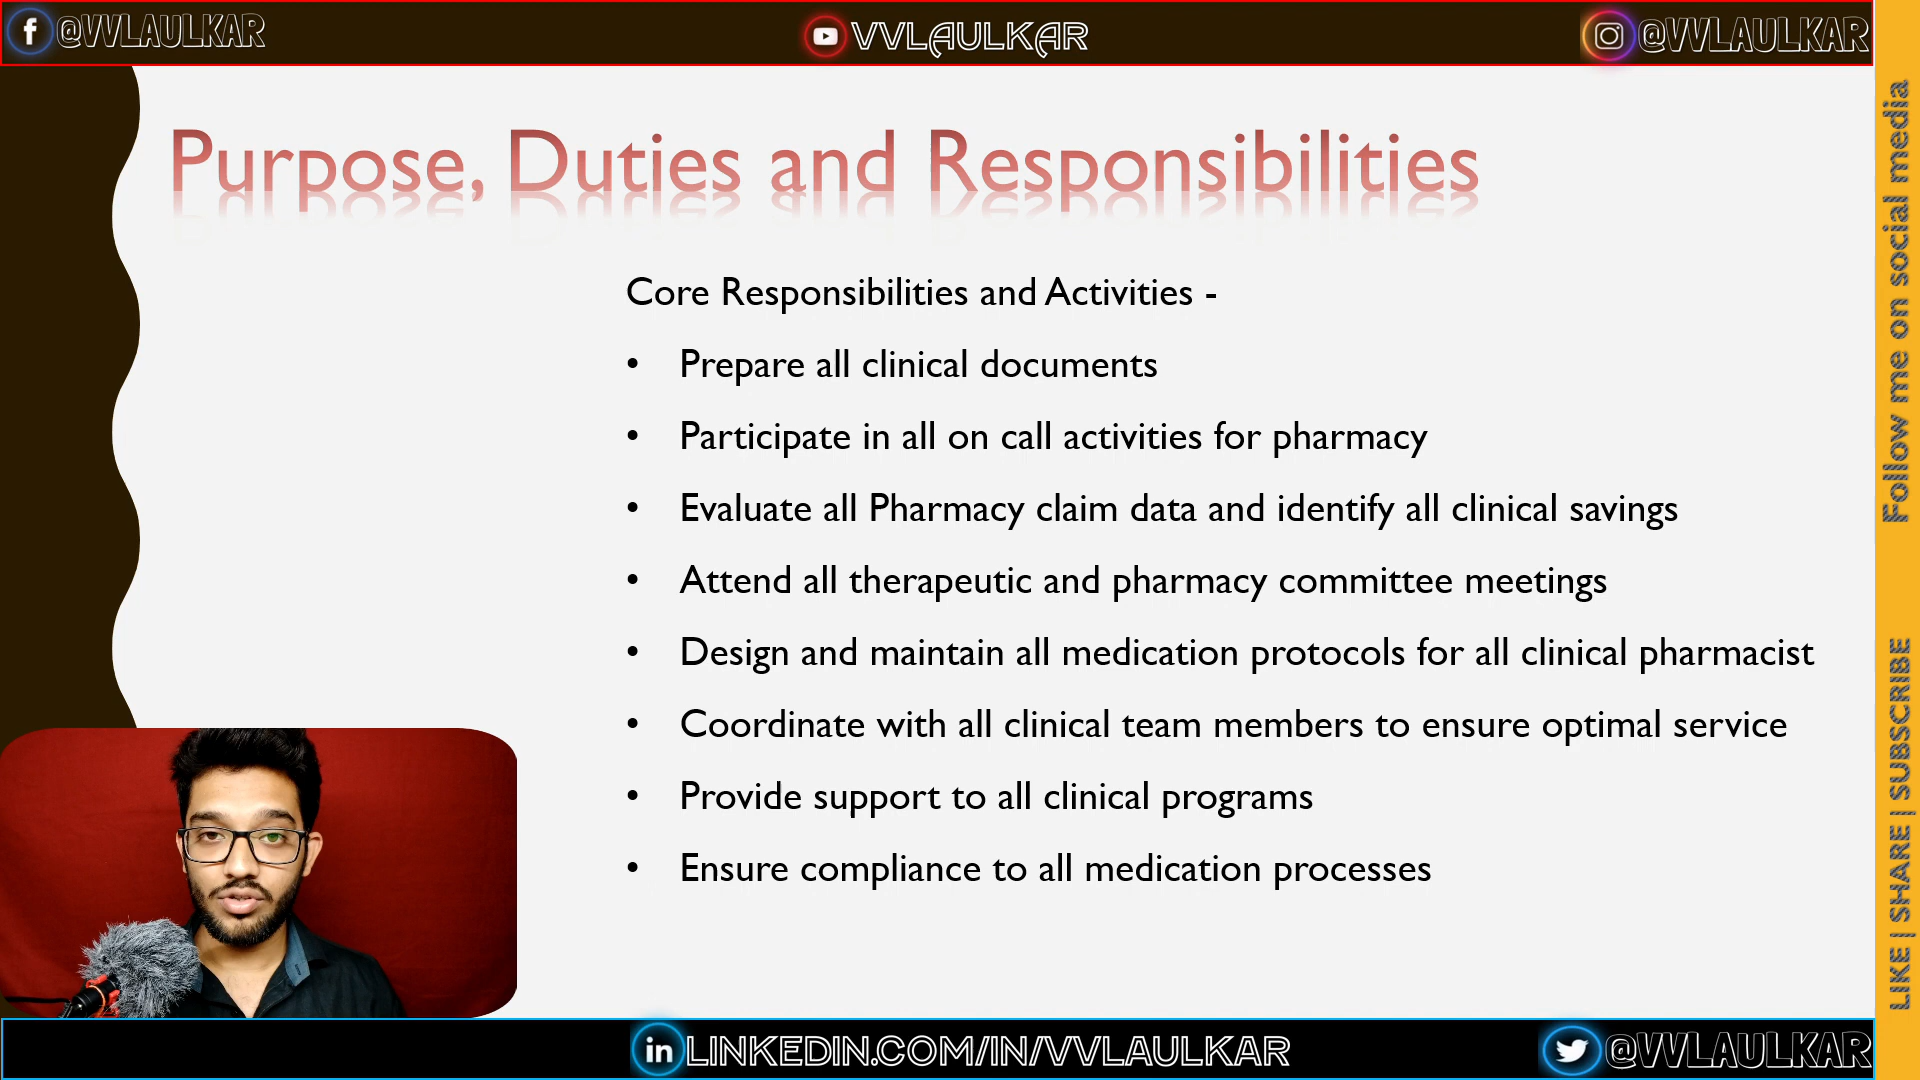 @VVLAULKAR
VVLAULKAR
@VVLAULKAR
Purpose, Duties and Responsibilities
Core Responsibilities and Activities -
• Prepare all clinical documents
• Participate in all on call activities for pharmacy
• Evaluate all Pharmacy claim data and identify all clinical savings
• Attend all therapeutic and pharmacy committee meetings
• Design and maintain all medication protocols for all clinical pharmacist
• Coordinate with all clinical team members to ensure optimal service
• Provide support to all clinical programs
• Ensure compliance to all medication processes
Follow me on social media
LIKE | SHARE | SUBSCRIBE
in LINKEDIN.COM/IN/VVLAULKAR
@VVLAULKAR